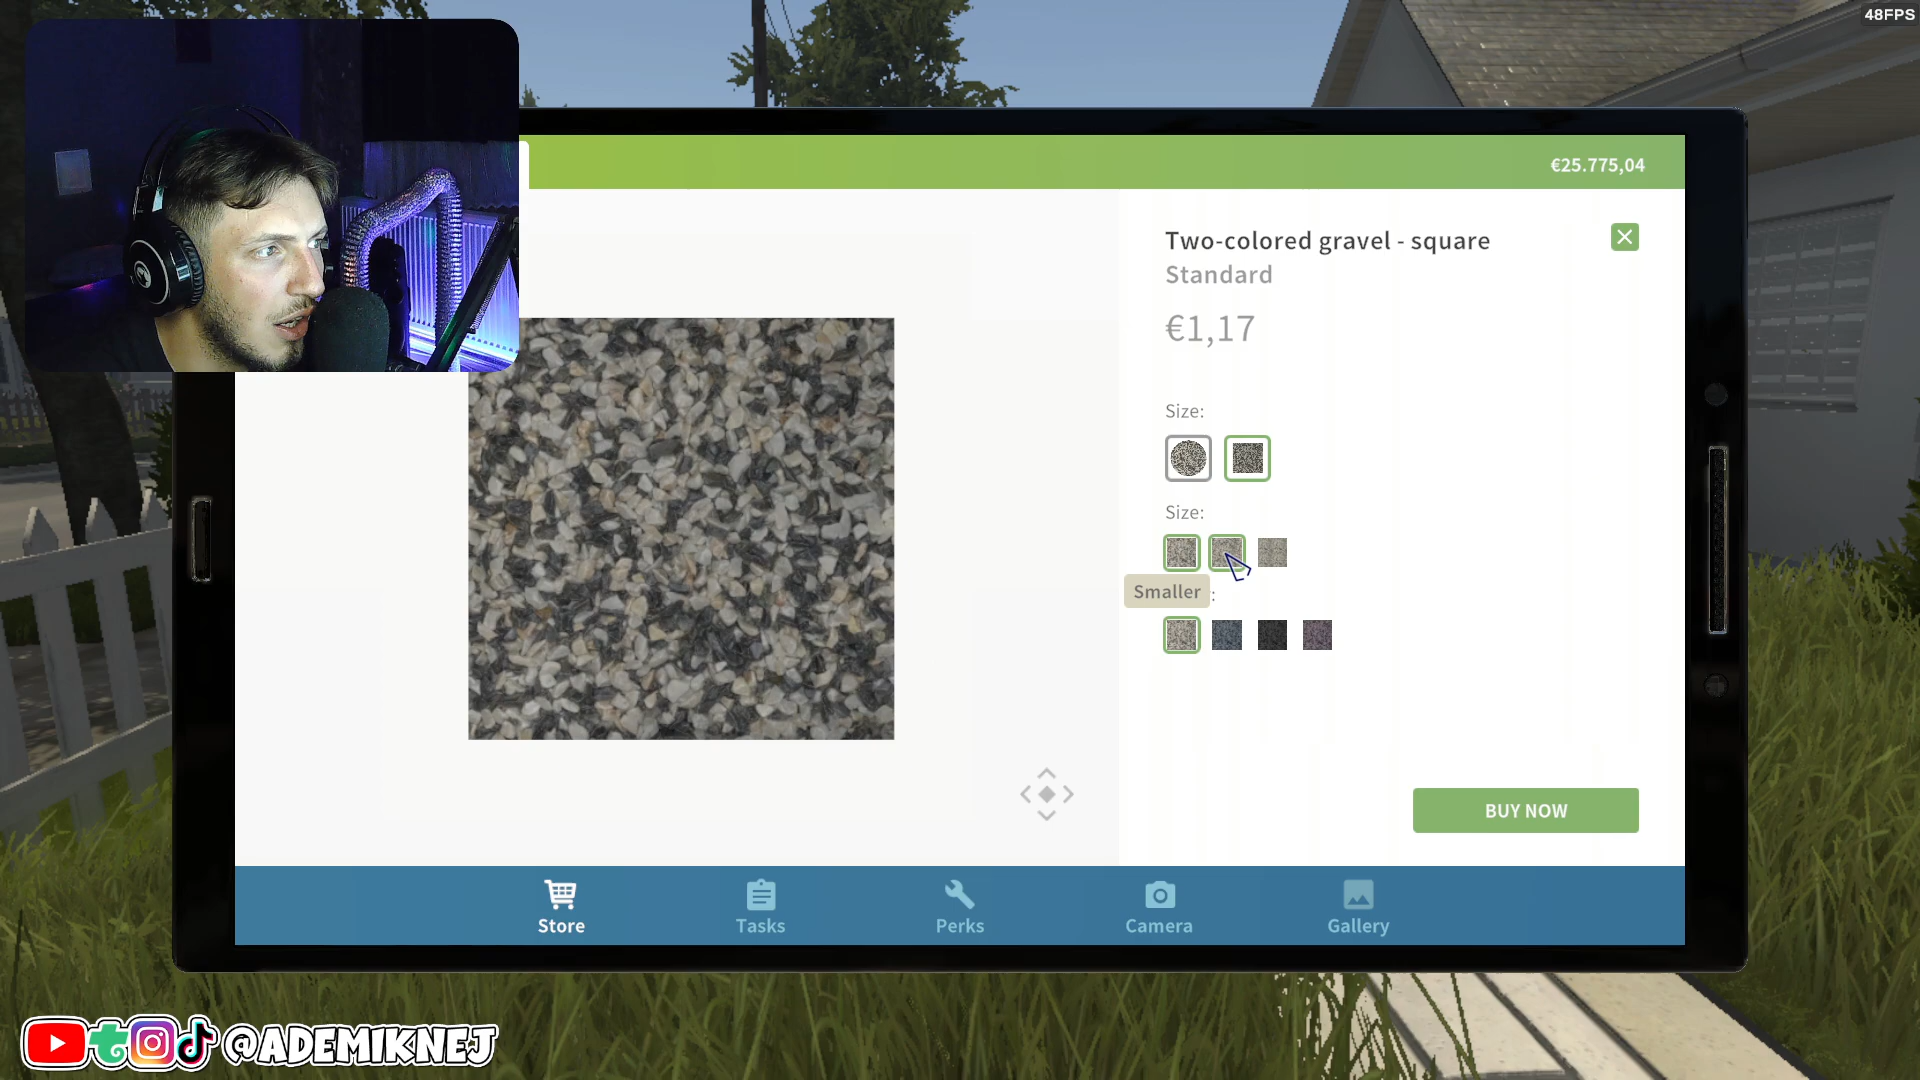 48FPS
€25.775,04
Two-colored gravel - square
Standard
€1,17
Size:
Size:
Smaller
:
BUY NOW
Store
Tasks
Perks
Camera
Gallery
@ADEMIKNEJ